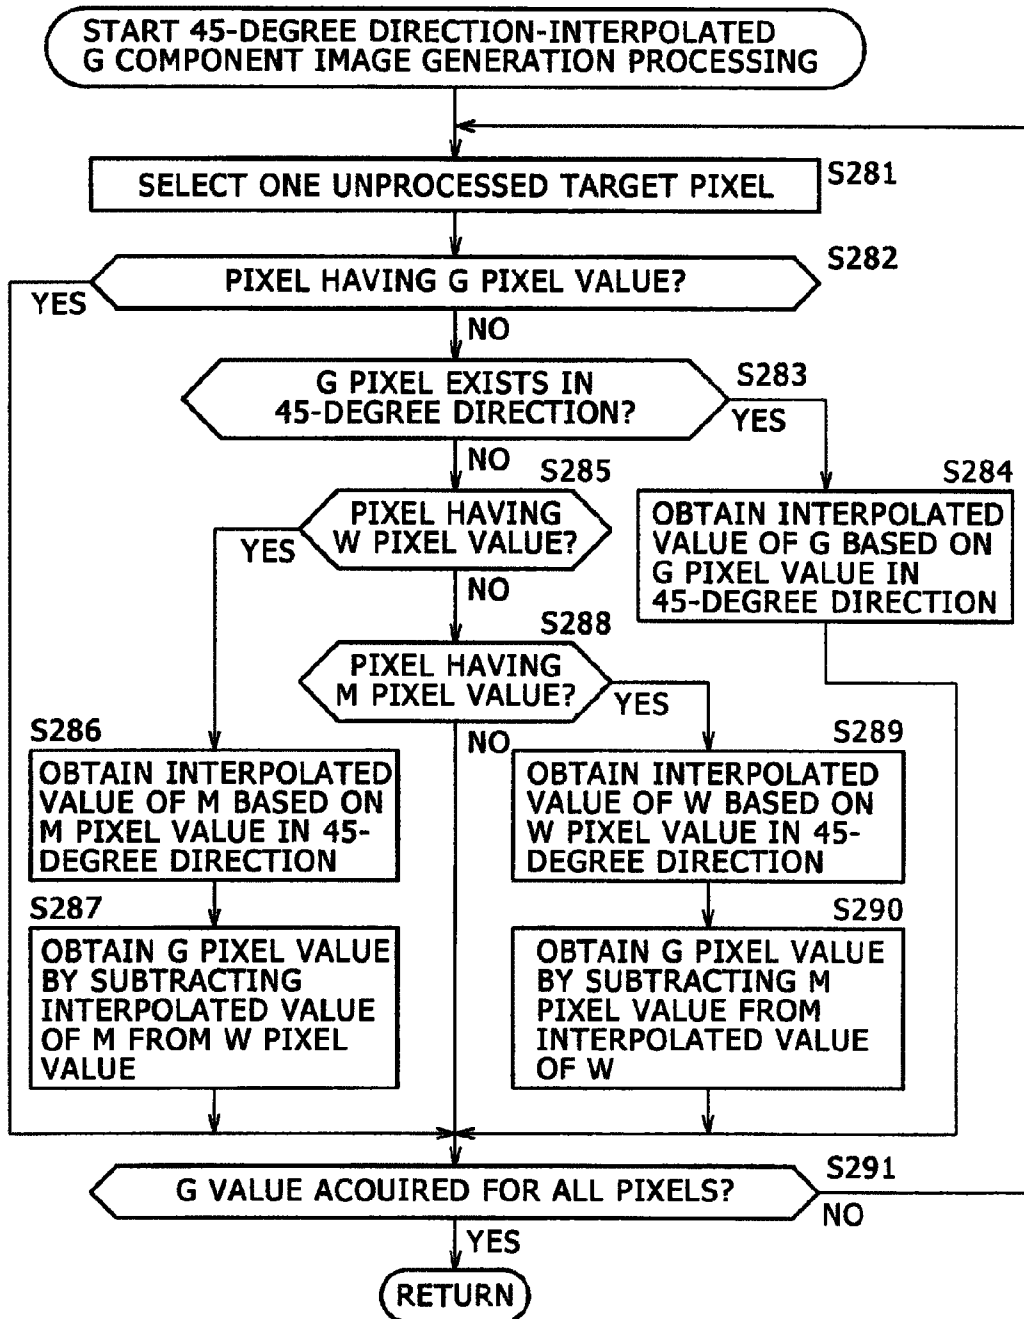 START 45-DEGREE DIRECTION-INTERPOLATED
G COMPONENT IMAGE GENERATION PROCESSING
S281
SELECT ONE UNPROCESSED TARGET PIXEL
S282
PIXEL HAVING G PIXEL VALUE?
YES
NO
G PIXEL EXISTS IN
45-DEGREE DIRECTION?
S283
YES
NO
S285
PIXEL HAVING
W PIXEL VALUE?
YES
NO
S284
OBTAIN INTERPOLATED
VALUE OF G BASED ON
G PIXEL VALUE IN
45-DEGREE DIRECTION
S288
PIXEL HAVING
M PIXEL VALUE?
YES
NO
S286
OBTAIN INTERPOLATED
VALUE OF M BASED ON
M PIXEL VALUE IN 45-
DEGREE DIRECTION
S289
OBTAIN INTERPOLATED
VALUE OF W BASED ON
W PIXEL VALUE IN 45-
DEGREE DIRECTION
S287
OBTAIN G PIXEL VALUE
BY SUBTRACTING
INTERPOLATED VALUE
OF M FROM W PIXEL
VALUE
S290
OBTAIN G PIXEL VALUE
BY SUBTRACTING M
PIXEL VALUE FROM
INTERPOLATED VALUE
OF W
S291
G VALUE ACOUIRED FOR ALL PIXELS?
NO
YES
RETURN